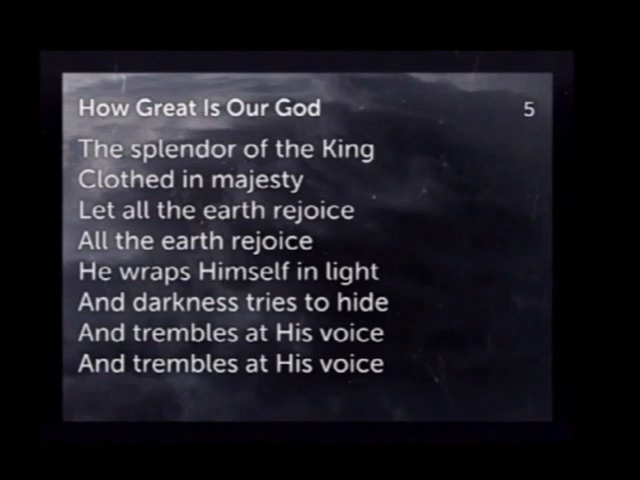 How Great Is Our God 5
The splendor of the King
Clothed in majesty
Let all the earth rejoice
All the earth rejoice
He wraps Himself in light
And darkness tries to hide
And trembles at His voice
And trembles at His voice